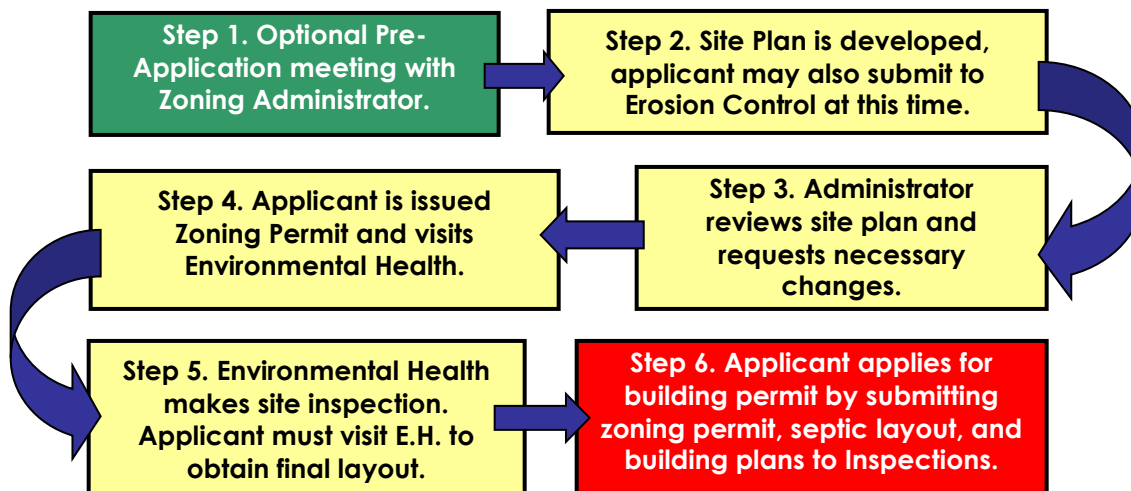 Step 1. Optional Pre-
Application meeting with
Zoning Administrator.
Step 2. Site Plan is developed,
applicant may also submit to
Erosion Control at this time.
Step 3. Administrator
reviews site plan and
requests necessary
changes.
Step 4. Applicant is issued
Zoning Permit and visits
Environmental Health.
Step 5. Environmental Health
makes site inspection.
Applicant must visit E.H. to
obtain final layout.
Step 6. Applicant applies for
building permit by submitting
zoning permit, septic layout, and
building plans to Inspections.